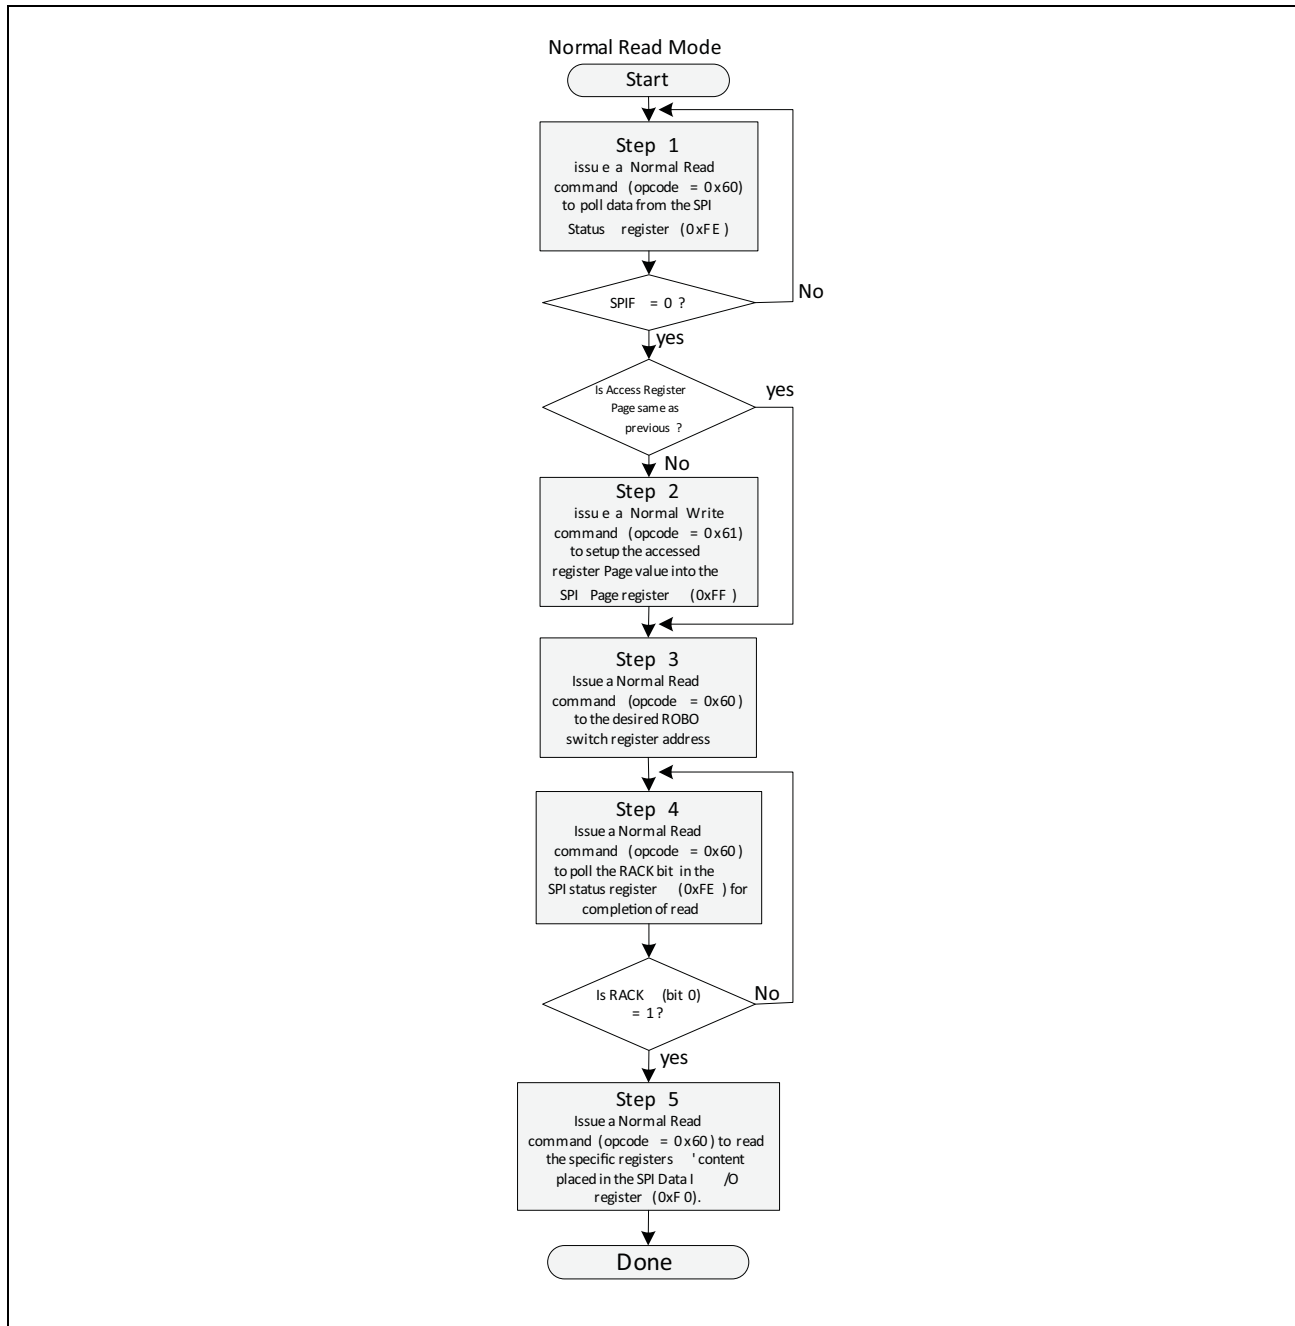 Normal Read Mode
Start
Step 1
issue a Normal Read
command (opcode = 0x60)
to poll data from the SPI
Status register (0xFE)
SPIF = 0 ?
No
yes
Is Access Register
Page same as
previous ?
yes
No
Step 2
issue a Normal Write
command (opcode = 0x61)
to setup the accessed
register Page value into the
SPI Page register (0xFF)
Step 3
Issue a Normal Read
command (opcode = 0x60)
to the desired ROBO
switch register address
Step 4
Issue a Normal Read
command (opcode = 0x60)
to poll the RACK bit in the
SPI status register (0xFE) for
completion of read
Is RACK (bit 0)
= 1?
No
yes
Step 5
Issue a Normal Read
command (opcode = 0x60) to read
the specific registers ' content
placed in the SPI Data I /O
register (0xF0).
Done